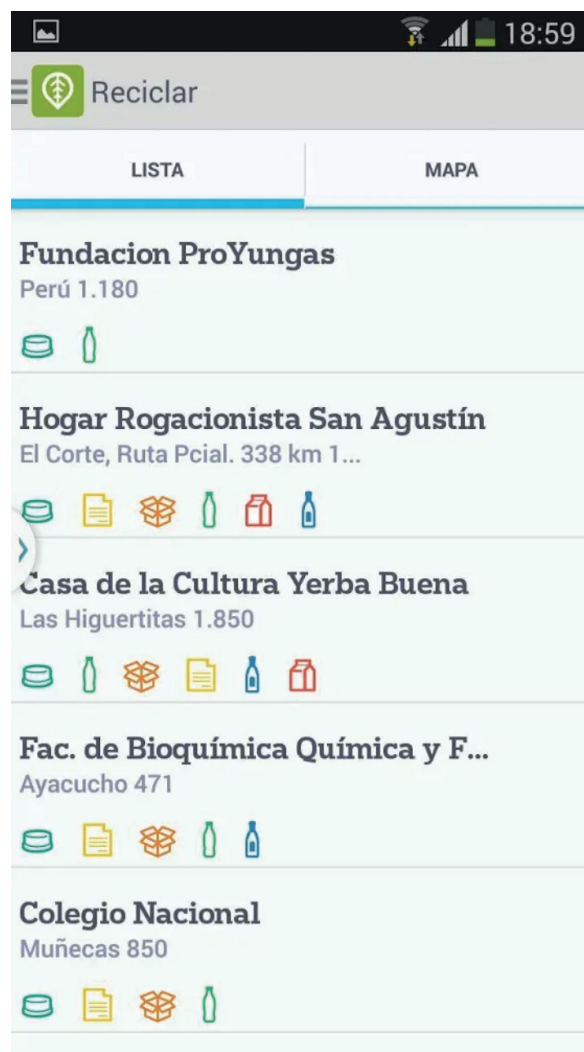 18:59
Reciclar
LISTA MAPA
Fundacion ProYungas
Perú 1.180
Hogar Rogacionista San Agustín
El Corte, Ruta Pcial. 338 km 1...
Casa de la Cultura Yerba Buena
Las Higuertitas 1.850
Fac. de Bioquímica Química y F...
Ayacucho 471
Colegio Nacional
Muñecas 850